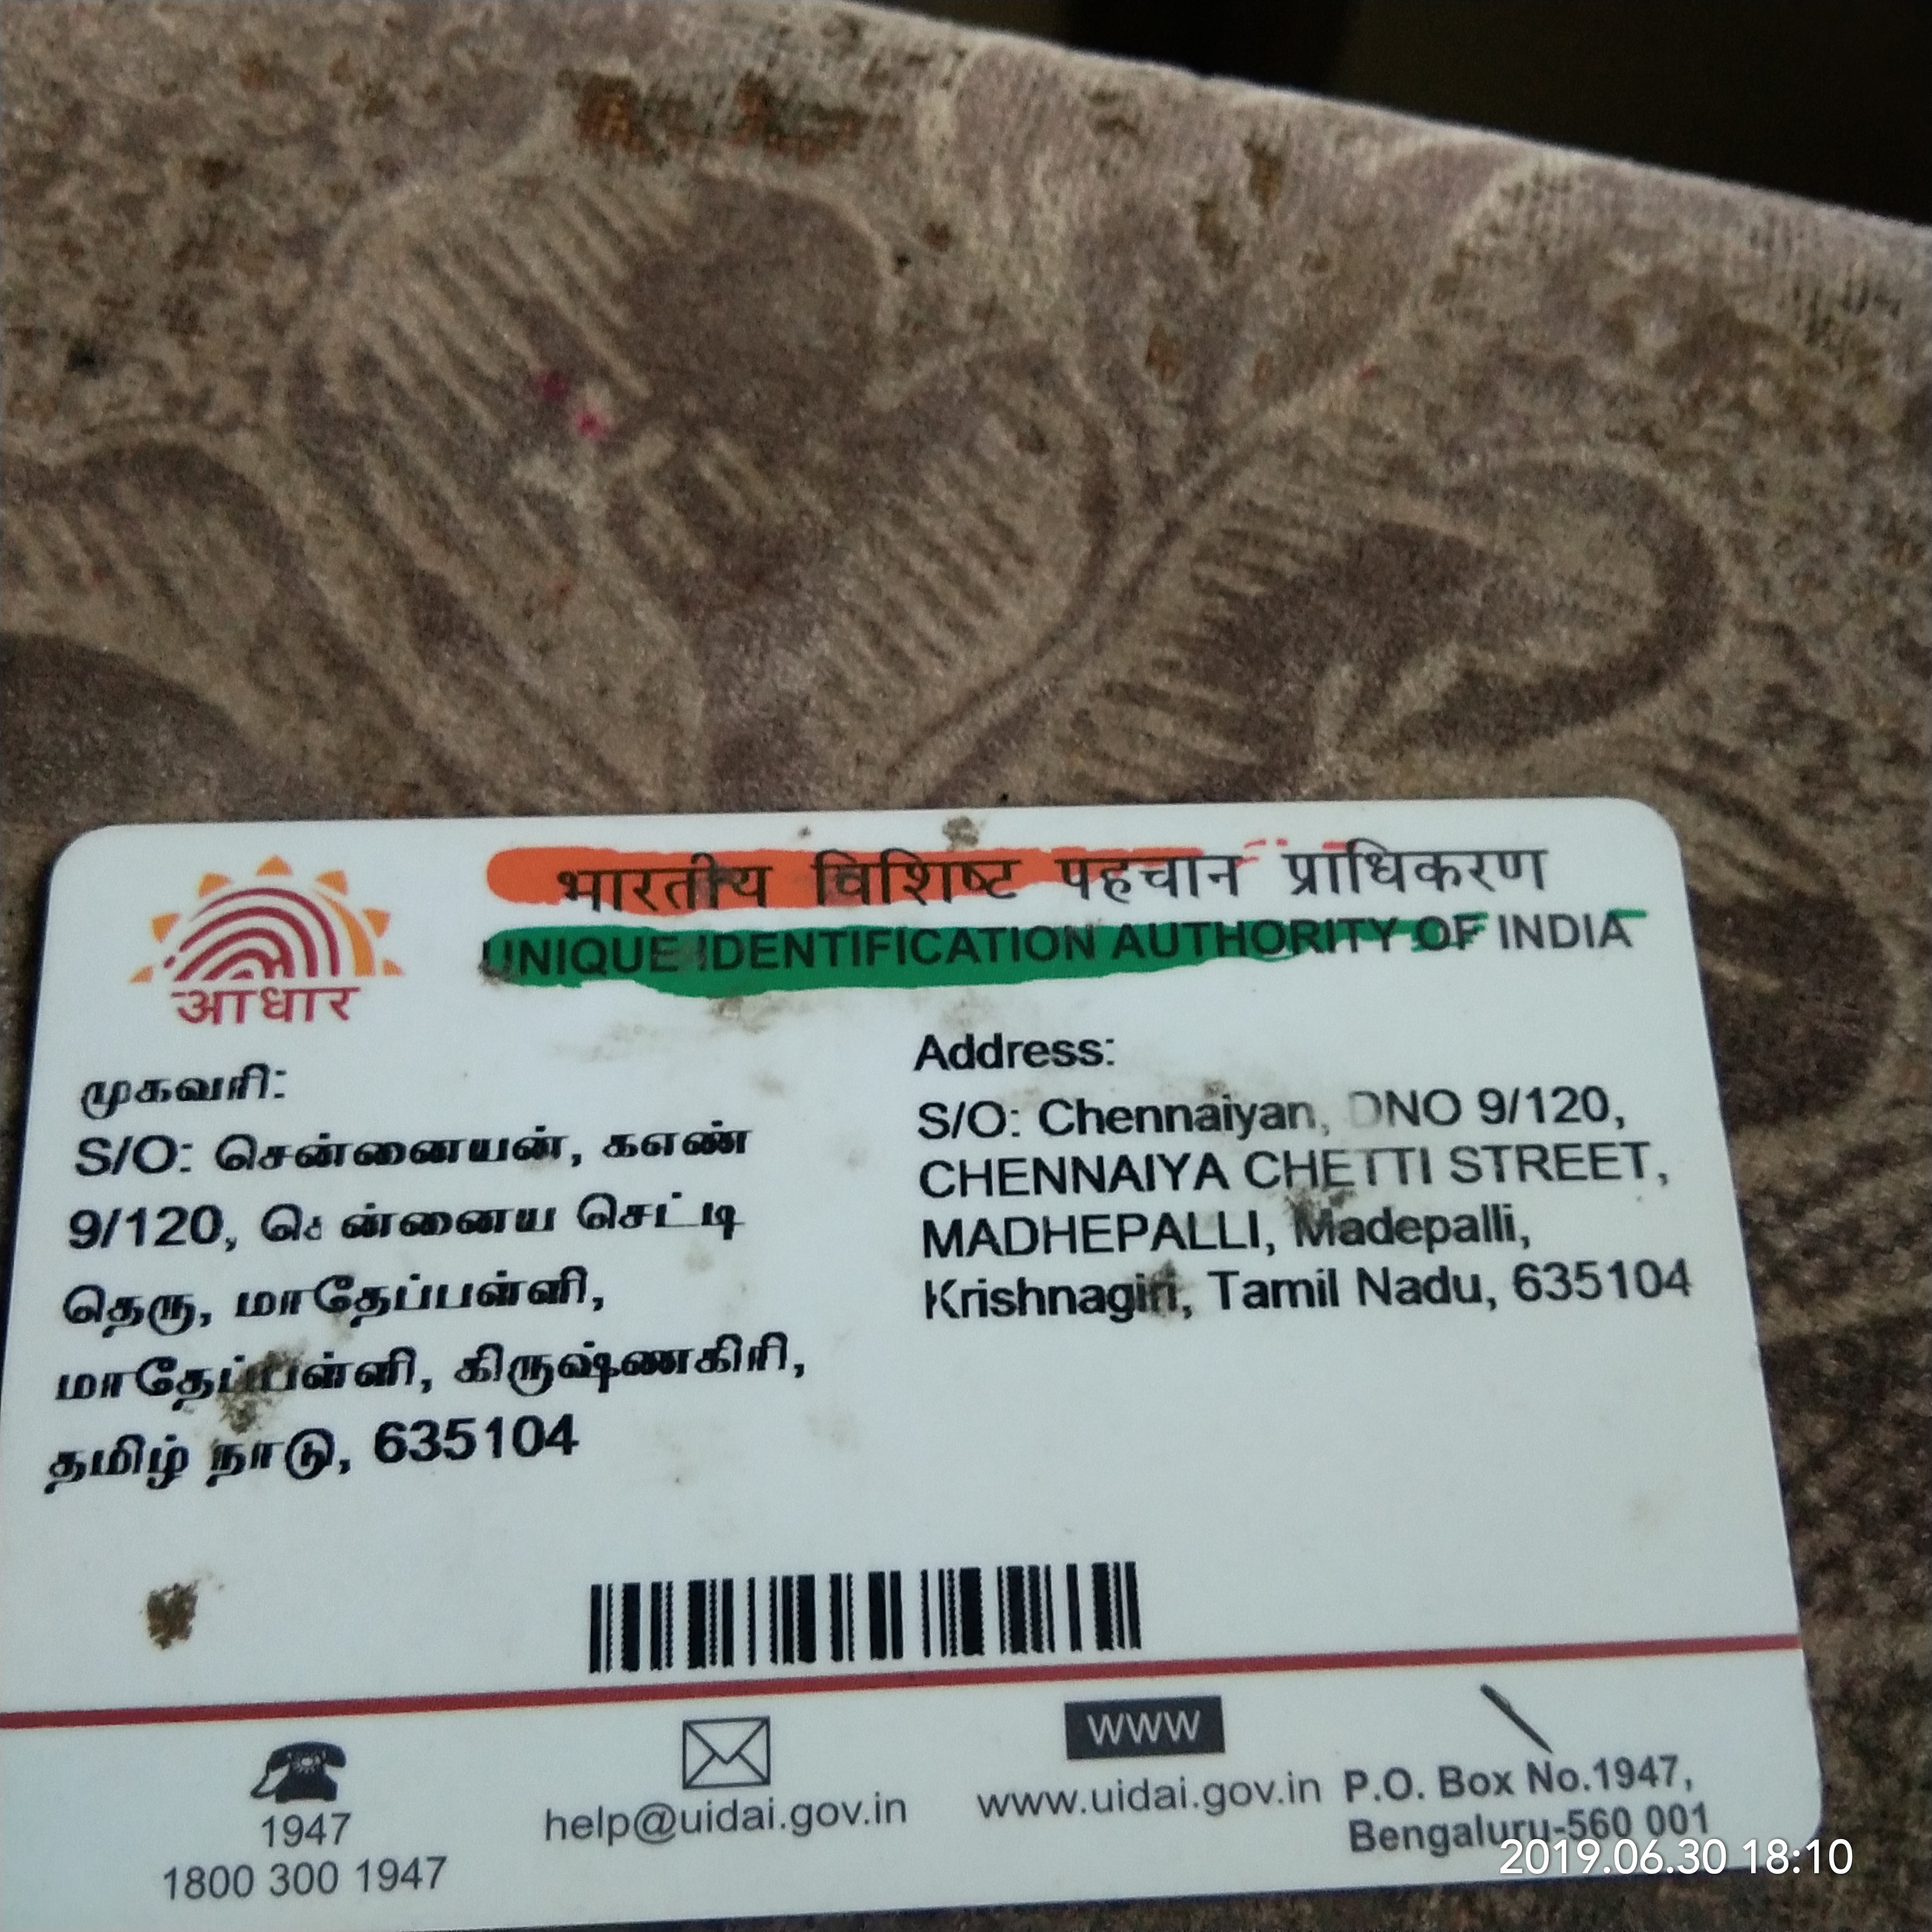 भारतीय विशिष्ट पहचान प्राधिकरण
UNIQUE IDENTIFICATION AUTHORITY OF INDIA
आधार
முகவரி:
S/O: சென்னையன், கஎண்
9/120, சென்னைய செட்டி
தெரு, மாதேப்பள்ளி,
மாதேப்பள்ளி, கிருஷ்ணகிரி,
தமிழ் நாடு, 635104
Address:
S/O: Chennaiyan, DNO 9/120,
CHENNAIYA CHETTI STREET,
MADHEPALLI, Madepalli,
Krishnagiri, Tamil Nadu, 635104
1947
1800 300 1947
help@uidai.gov.in
WWW
www.uidai.gov.in
P.O. Box No.1947,
Bengaluru-560 001
2019.06.30 18:10